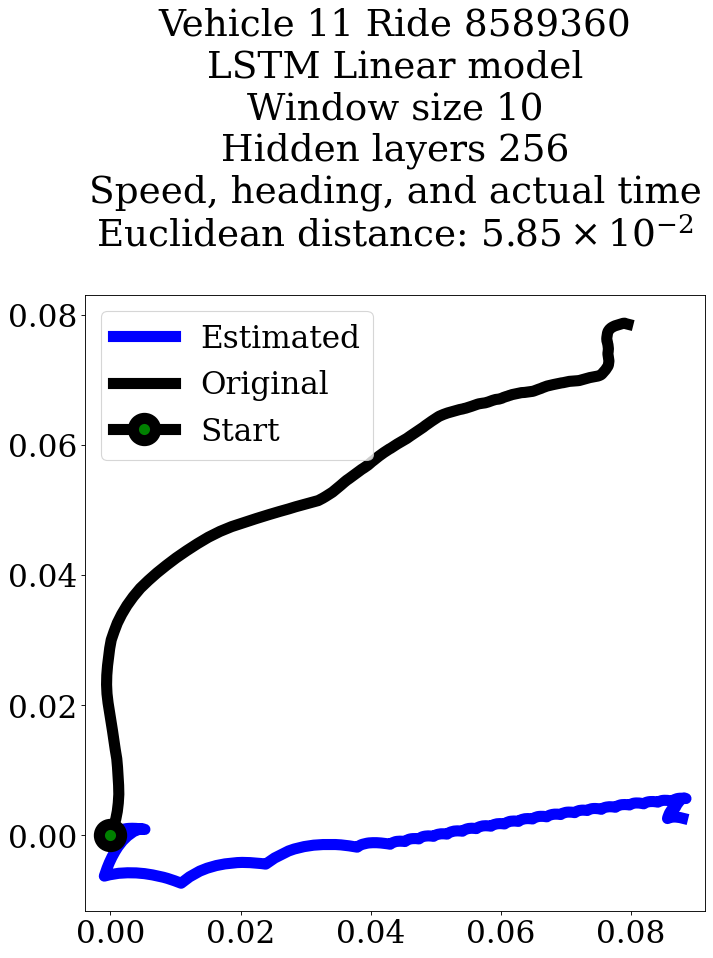 Vehicle 11 Ride 8589360
LSTM Linear model
Window size 10
Hidden layers 256
Speed, heading, and actual time
Euclidean distance: 5.85 × 10⁻²
Estimated
Original
Start
0.08
0.06
0.04
0.02
0.00
0.00 0.02 0.04 0.06 0.08